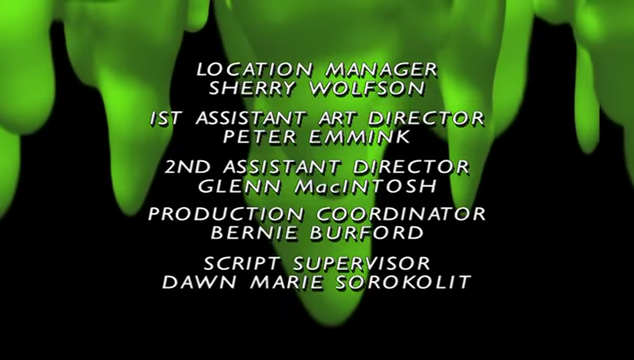 LOCATION MANAGER
SHERRY WOLFSON
1ST ASSISTANT ART DIRECTOR
PETER EMMINK
2ND ASSISTANT DIRECTOR
GLENN MacINTOSH
PRODUCTION COORDINATOR
BERNIE BURFORD
SCRIPT SUPERVISOR
DAWN MARIE SOROKOLIT